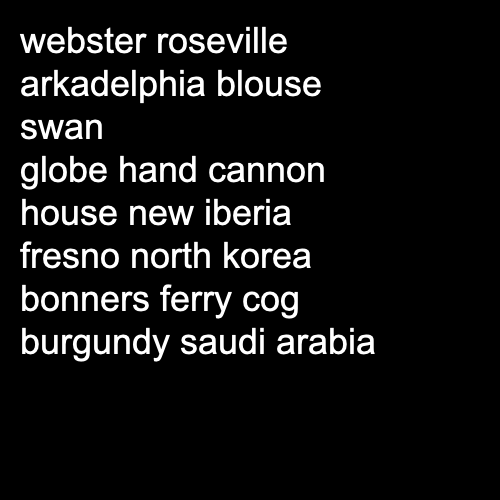 webster roseville
arkadelphia blouse
swan
globe hand cannon
house new iberia
fresno north korea
bonners ferry cog
burgundy saudi arabia